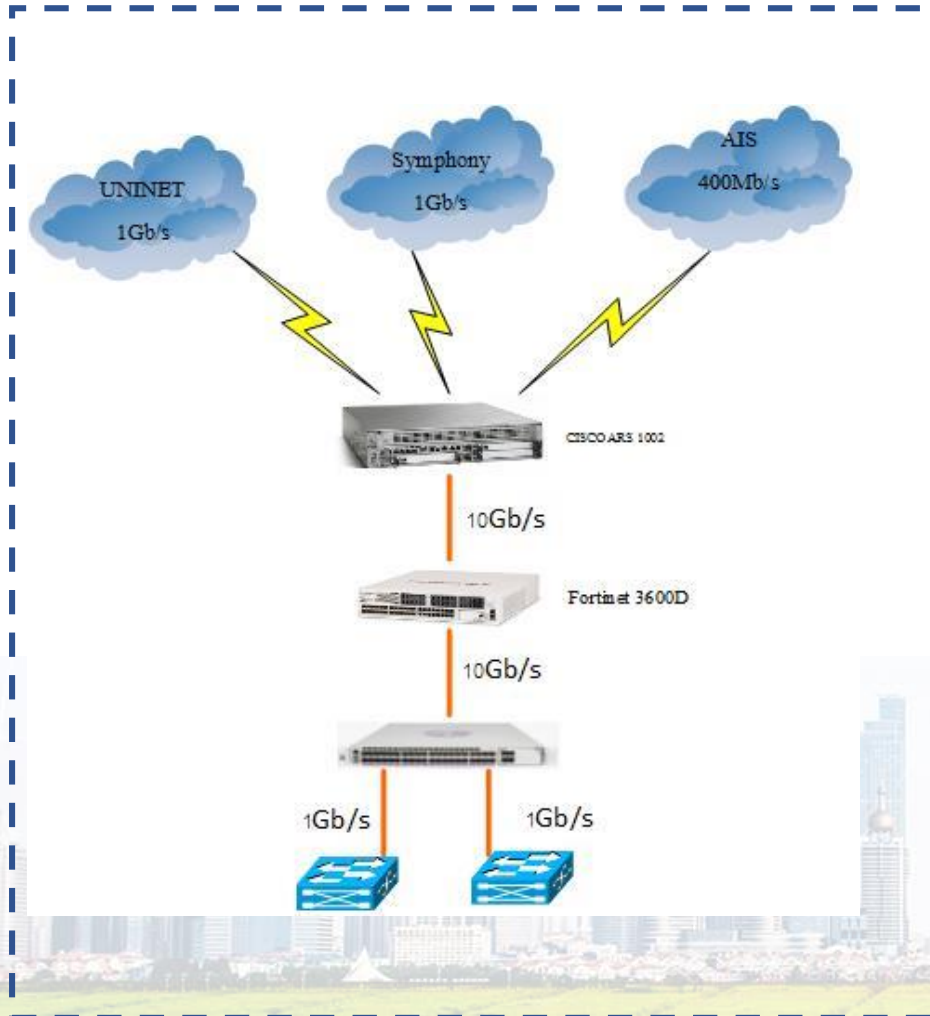 UNINET
1Gb/s
Symphony
1Gb/s
AIS
400Mb/s
CISCO ARS 1002
10Gb/s
Fortinet 3600D
10Gb/s
1Gb/s
1Gb/s